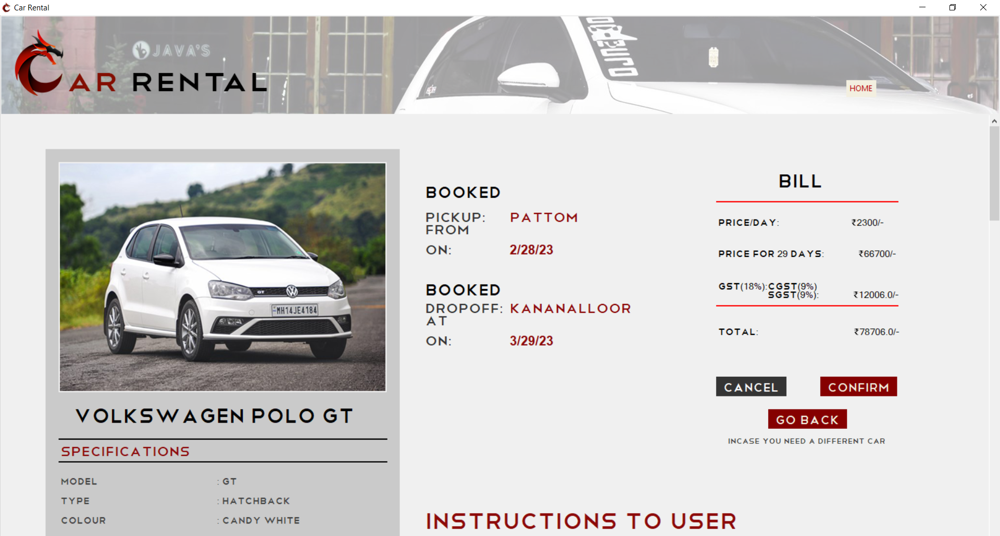 Car Rental
JAVA'S
CAR RENTAL
HOME
GT
MH14JE4184
VOLKSWAGEN POLO GT
SPECIFICATIONS
MODEL : GT
TYPE : HATCHBACK
COLOUR : CANDY WHITE
BOOKED
PICKUP: PATTOM
FROM
ON: 2/28/23
BOOKED
DROPOFF: KANANALLOOR
AT
ON: 3/29/23
BILL
PRICE/DAY: ₹2300/-
PRICE FOR 29 DAYS: ₹66700/-
GST(18%):CGST(9%)
SGST(9%): ₹12006.0/-
TOTAL: ₹78706.0/-
CANCEL
CONFIRM
GO BACK
INCASE YOU NEED A DIFFERENT CAR
INSTRUCTIONS TO USER